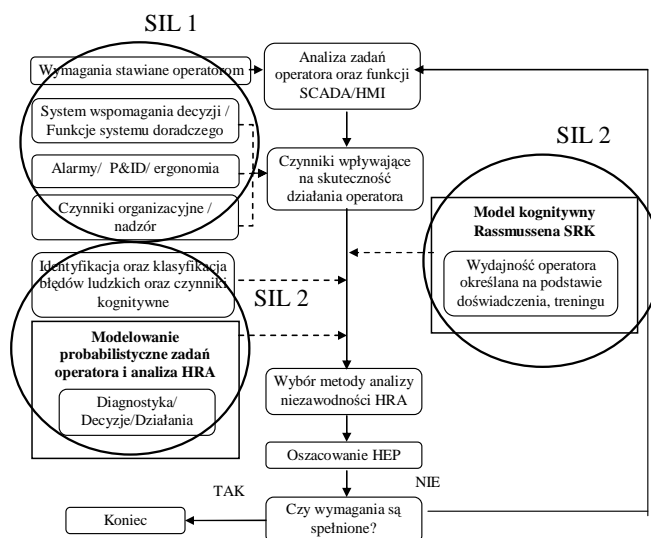 SIL 1
Wymagania stawiane operatorom
Analiza zadań
operatora oraz funkcji
SCADA/HMI
System wspomagania decyzji /
Funkcje systemu doradczego
Alarmy/ P&ID/ ergonomia
Czynniki organizacyjne /
nadzór
Czynniki wpływające
na skuteczność
działania operatora
SIL 2
Model kognitywny
Rassmussena SRK
Wydajność operatora
określana na podstawie
doświadczenia, treningu
Identyfikacja oraz klasyfikacja
błędów ludzkich oraz czynniki
kognitywne
SIL 2
Modelowanie
probabilistyczne zadań
operatora i analiza HRA
Diagnostyka/
Decyzje/Działania
Wybór metody analizy
niezawodności HRA
Oszacowanie HEP
TAK
NIE
Czy wymagania są
spełnione?
Koniec